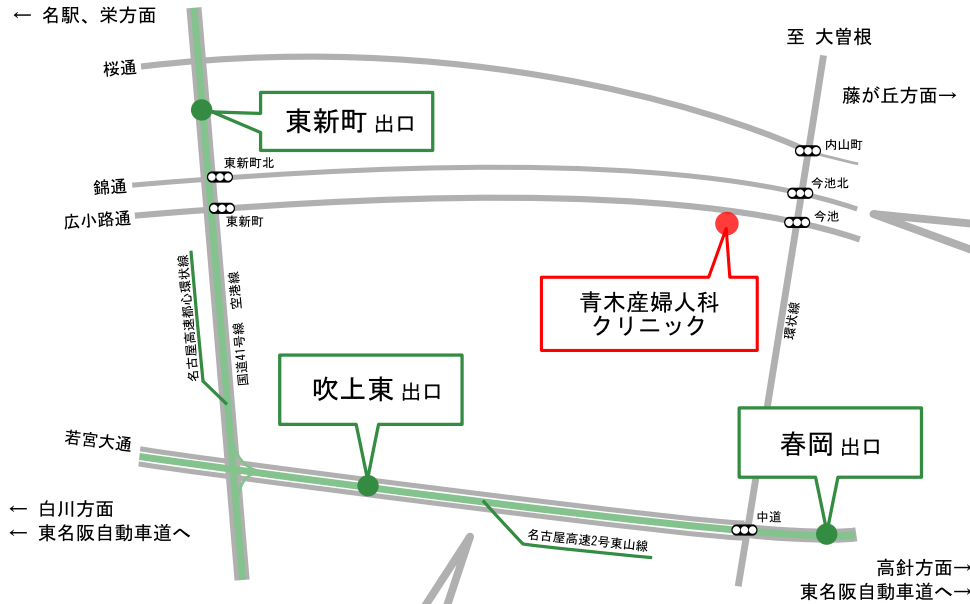 ← 名駅、栄方面
至 大曽根
桜通
藤が丘方面→
東新町 出口
内山町
東新町北
錦通
今池北
広小路通
東新町
今池
名古屋高速都心環状線
国道41号線 空港線
青木産婦人科
クリニック
環状線
吹上東 出口
春岡 出口
若宮大通
← 白川方面
← 東名阪自動車道へ
中道
名古屋高速2号東山線
高針方面→
東名阪自動車道へ→